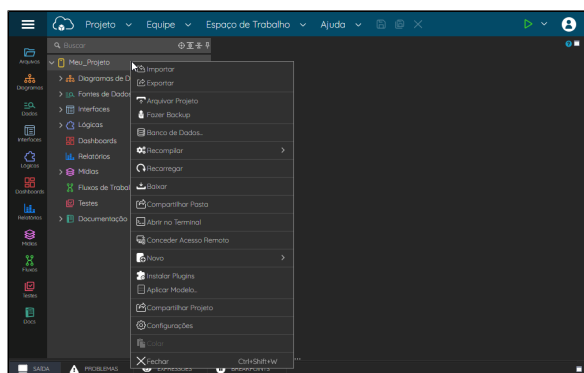 Projeto Equipe Espaço de Trabalho Ajuda
Buscar
Arquivos
Diagramas
Dados
Interfaces
Lógicas
Dashboards
Relatórios
Mídias
Fluxos
Testes
Docs
Meu_Projeto
Diagramas de D
Fontes de Dado
Interfaces
Lógicas
Dashboards
Relatórios
Mídias
Fluxos de Trabal
Testes
Documentação
Importar
Exportar
Arquivar Projeto
Fazer Backup
Banco de Dados..
Recompilar
Recarregar
Baixar
Compartilhar Pasta
Abrir no Terminal
Conceder Acesso Remoto
Novo
Instalar Plugins
Aplicar Modelo..
Compartilhar Projeto
Configurações
Colar
Fechar Ctrl+Shift+W
SAÍDA PROBLEMAS EXPRESSÕES BREAKPOINTS